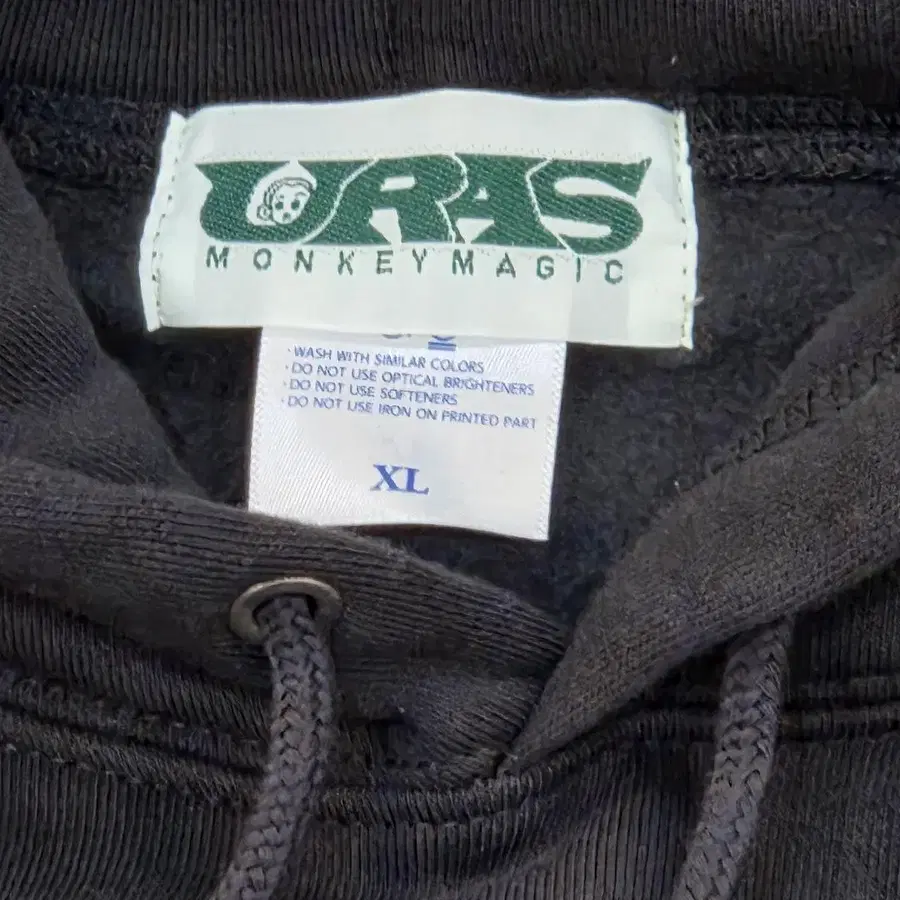 URAS
MONKEYMAGIC
· WASH WITH SIMILAR COLORS
· DO NOT USE OPTICAL BRIGHTENERS
· DO NOT USE SOFTENERS
· DO NOT USE IRON ON PRINTED PART
XL